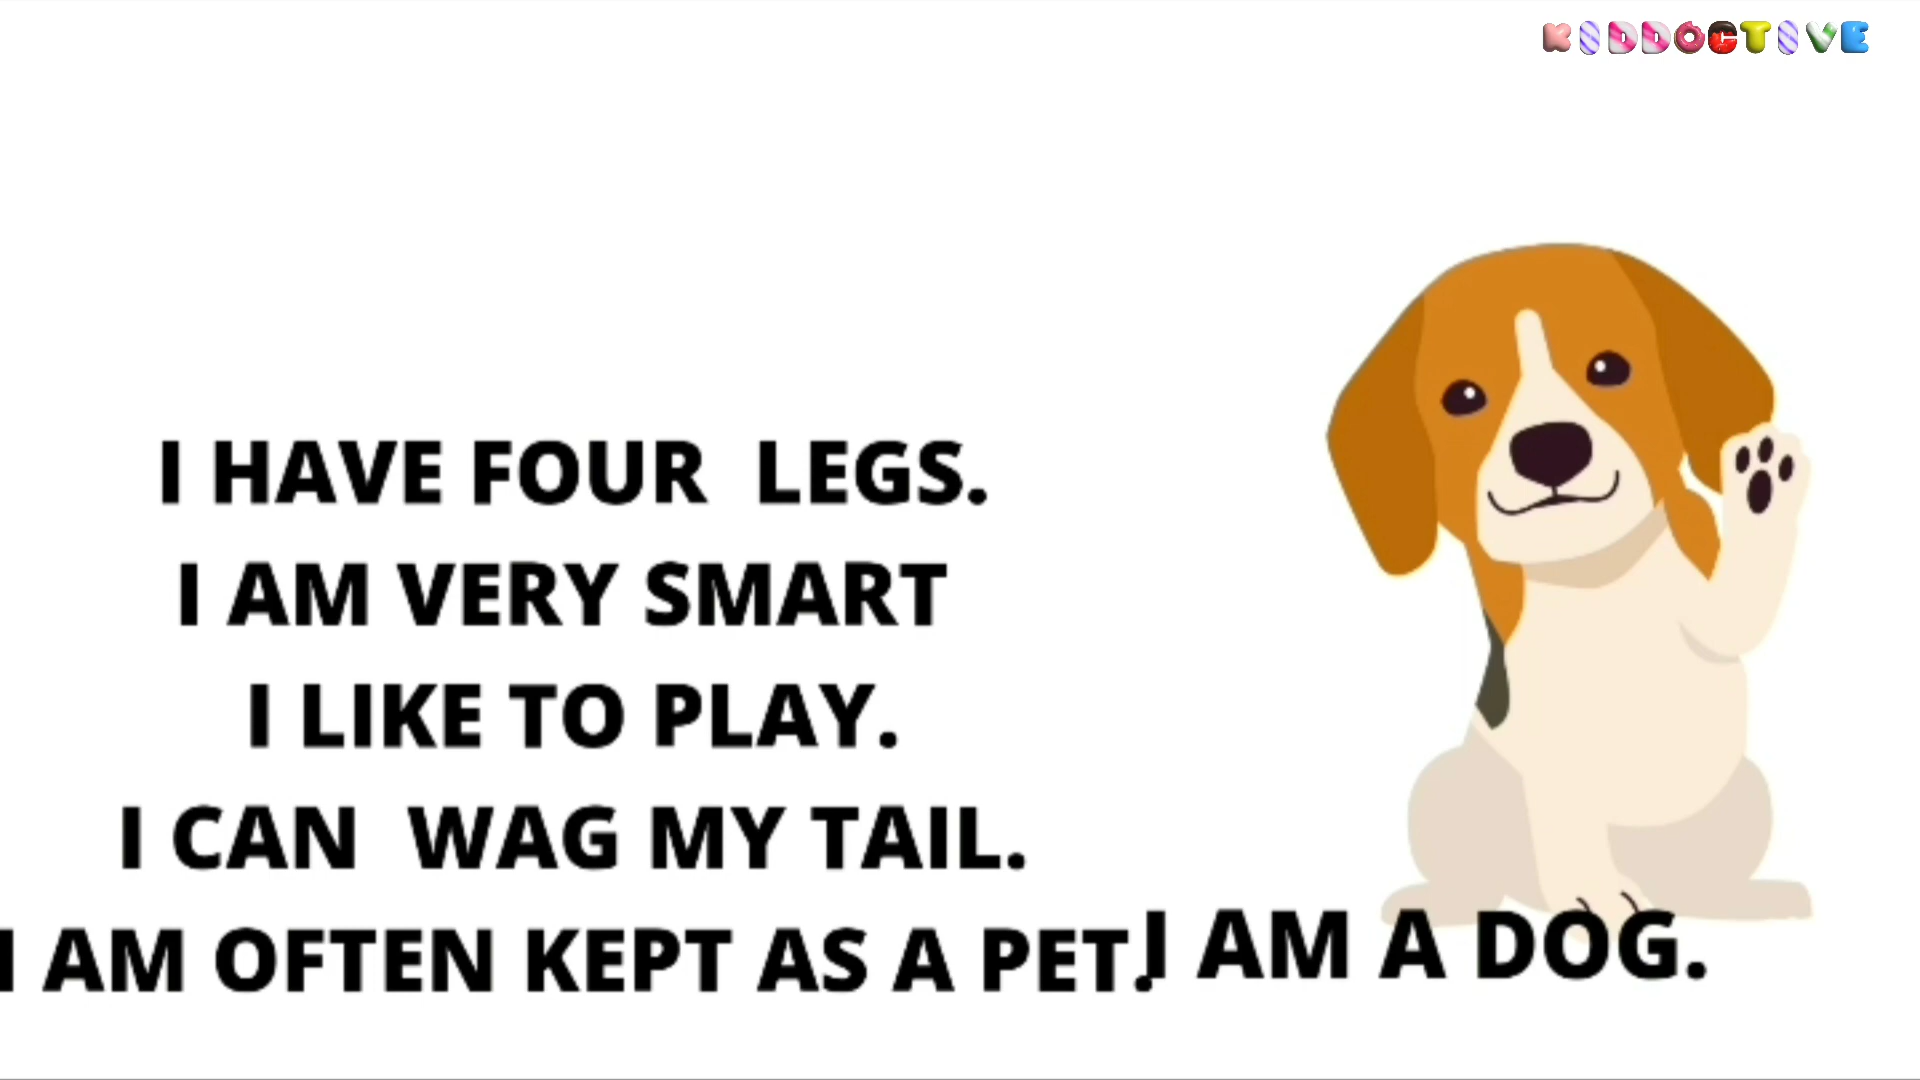 KIDDOCTIVE
I HAVE FOUR LEGS.
I AM VERY SMART
I LIKE TO PLAY.
I CAN WAG MY TAIL.
I AM OFTEN KEPT AS A PET.
I AM A DOG.